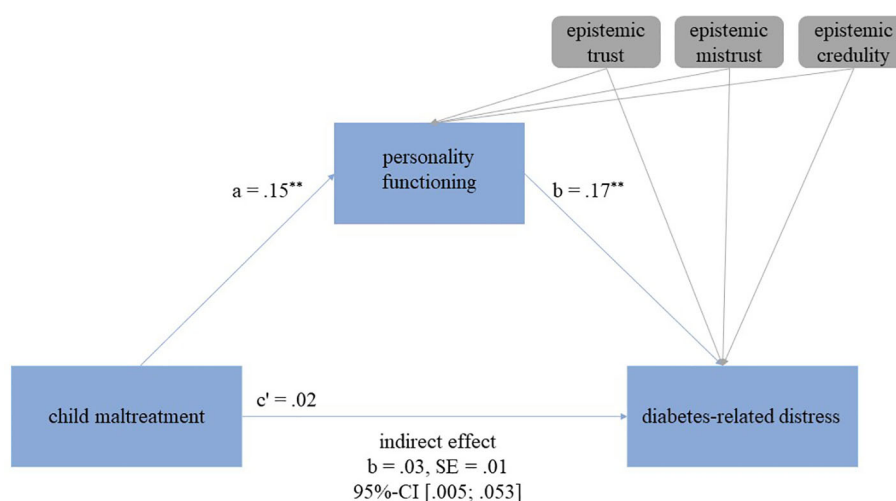 epistemic
trust
epistemic
mistrust
epistemic
credulity
personality
functioning
a = .15**
b = .17**
child maltreatment
c' = .02
diabetes-related distress
indirect effect
b = .03, SE = .01
95%-CI [.005; .053]